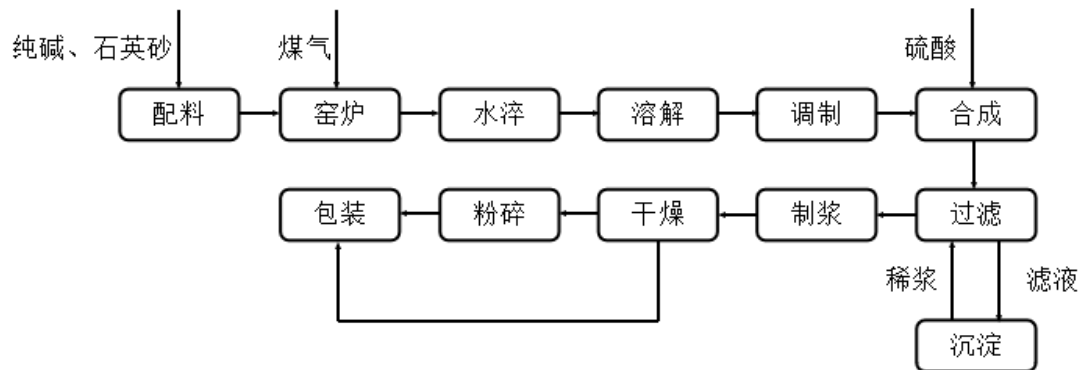 纯碱、石英砂
煤气
硫酸
配料
窑炉
水淬
溶解
调制
合成
包装
粉碎
干燥
制浆
过滤
稀浆
滤液
沉淀